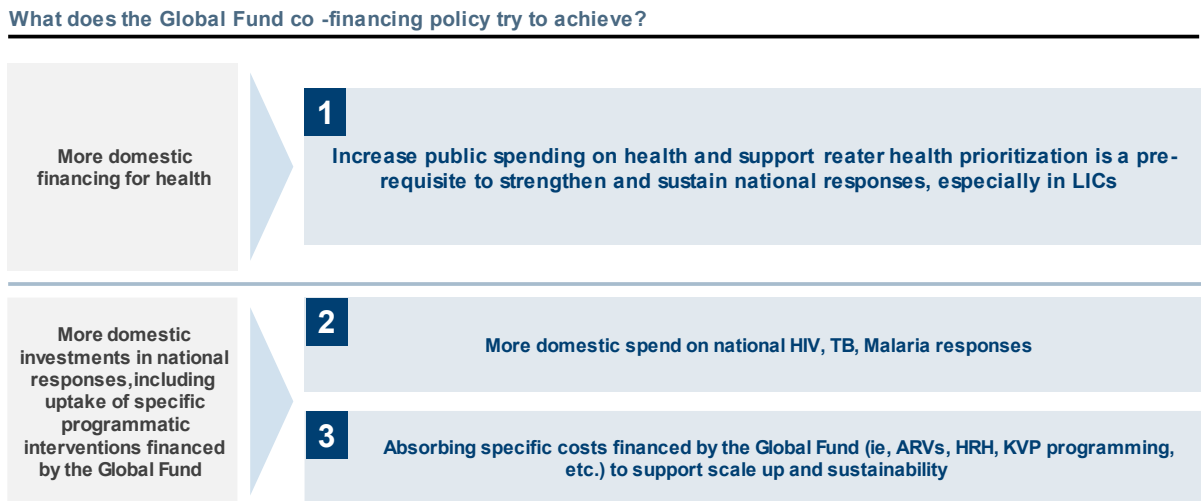 What does the Global Fund co -financing policy try to achieve?
More domestic
financing for health
1
Increase public spending on health and support reater health prioritization is a pre-
requisite to strengthen and sustain national responses, especially in LICs
More domestic
investments in national
responses,including
uptake of specific
programmatic
interventions financed
by the Global Fund
2
More domestic spend on national HIV, TB, Malaria responses
3
Absorbing specific costs financed by the Global Fund (ie, ARVs, HRH, KVP programming,
etc.) to support scale up and sustainability